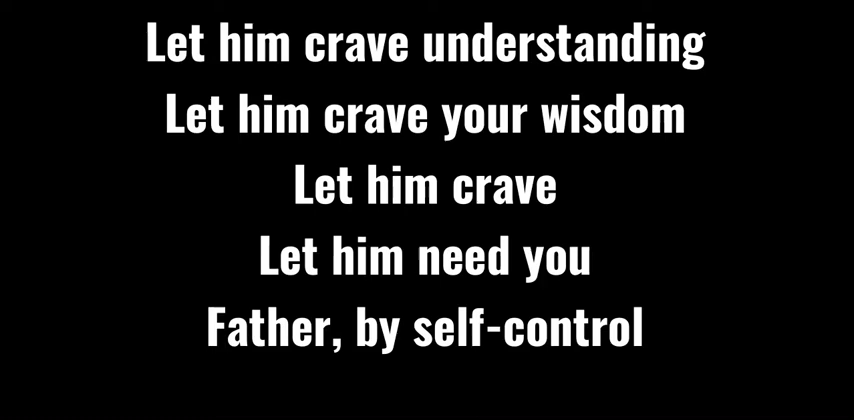 Let him crave understanding
Let him crave your wisdom
Let him crave
Let him need you
Father, by self-control